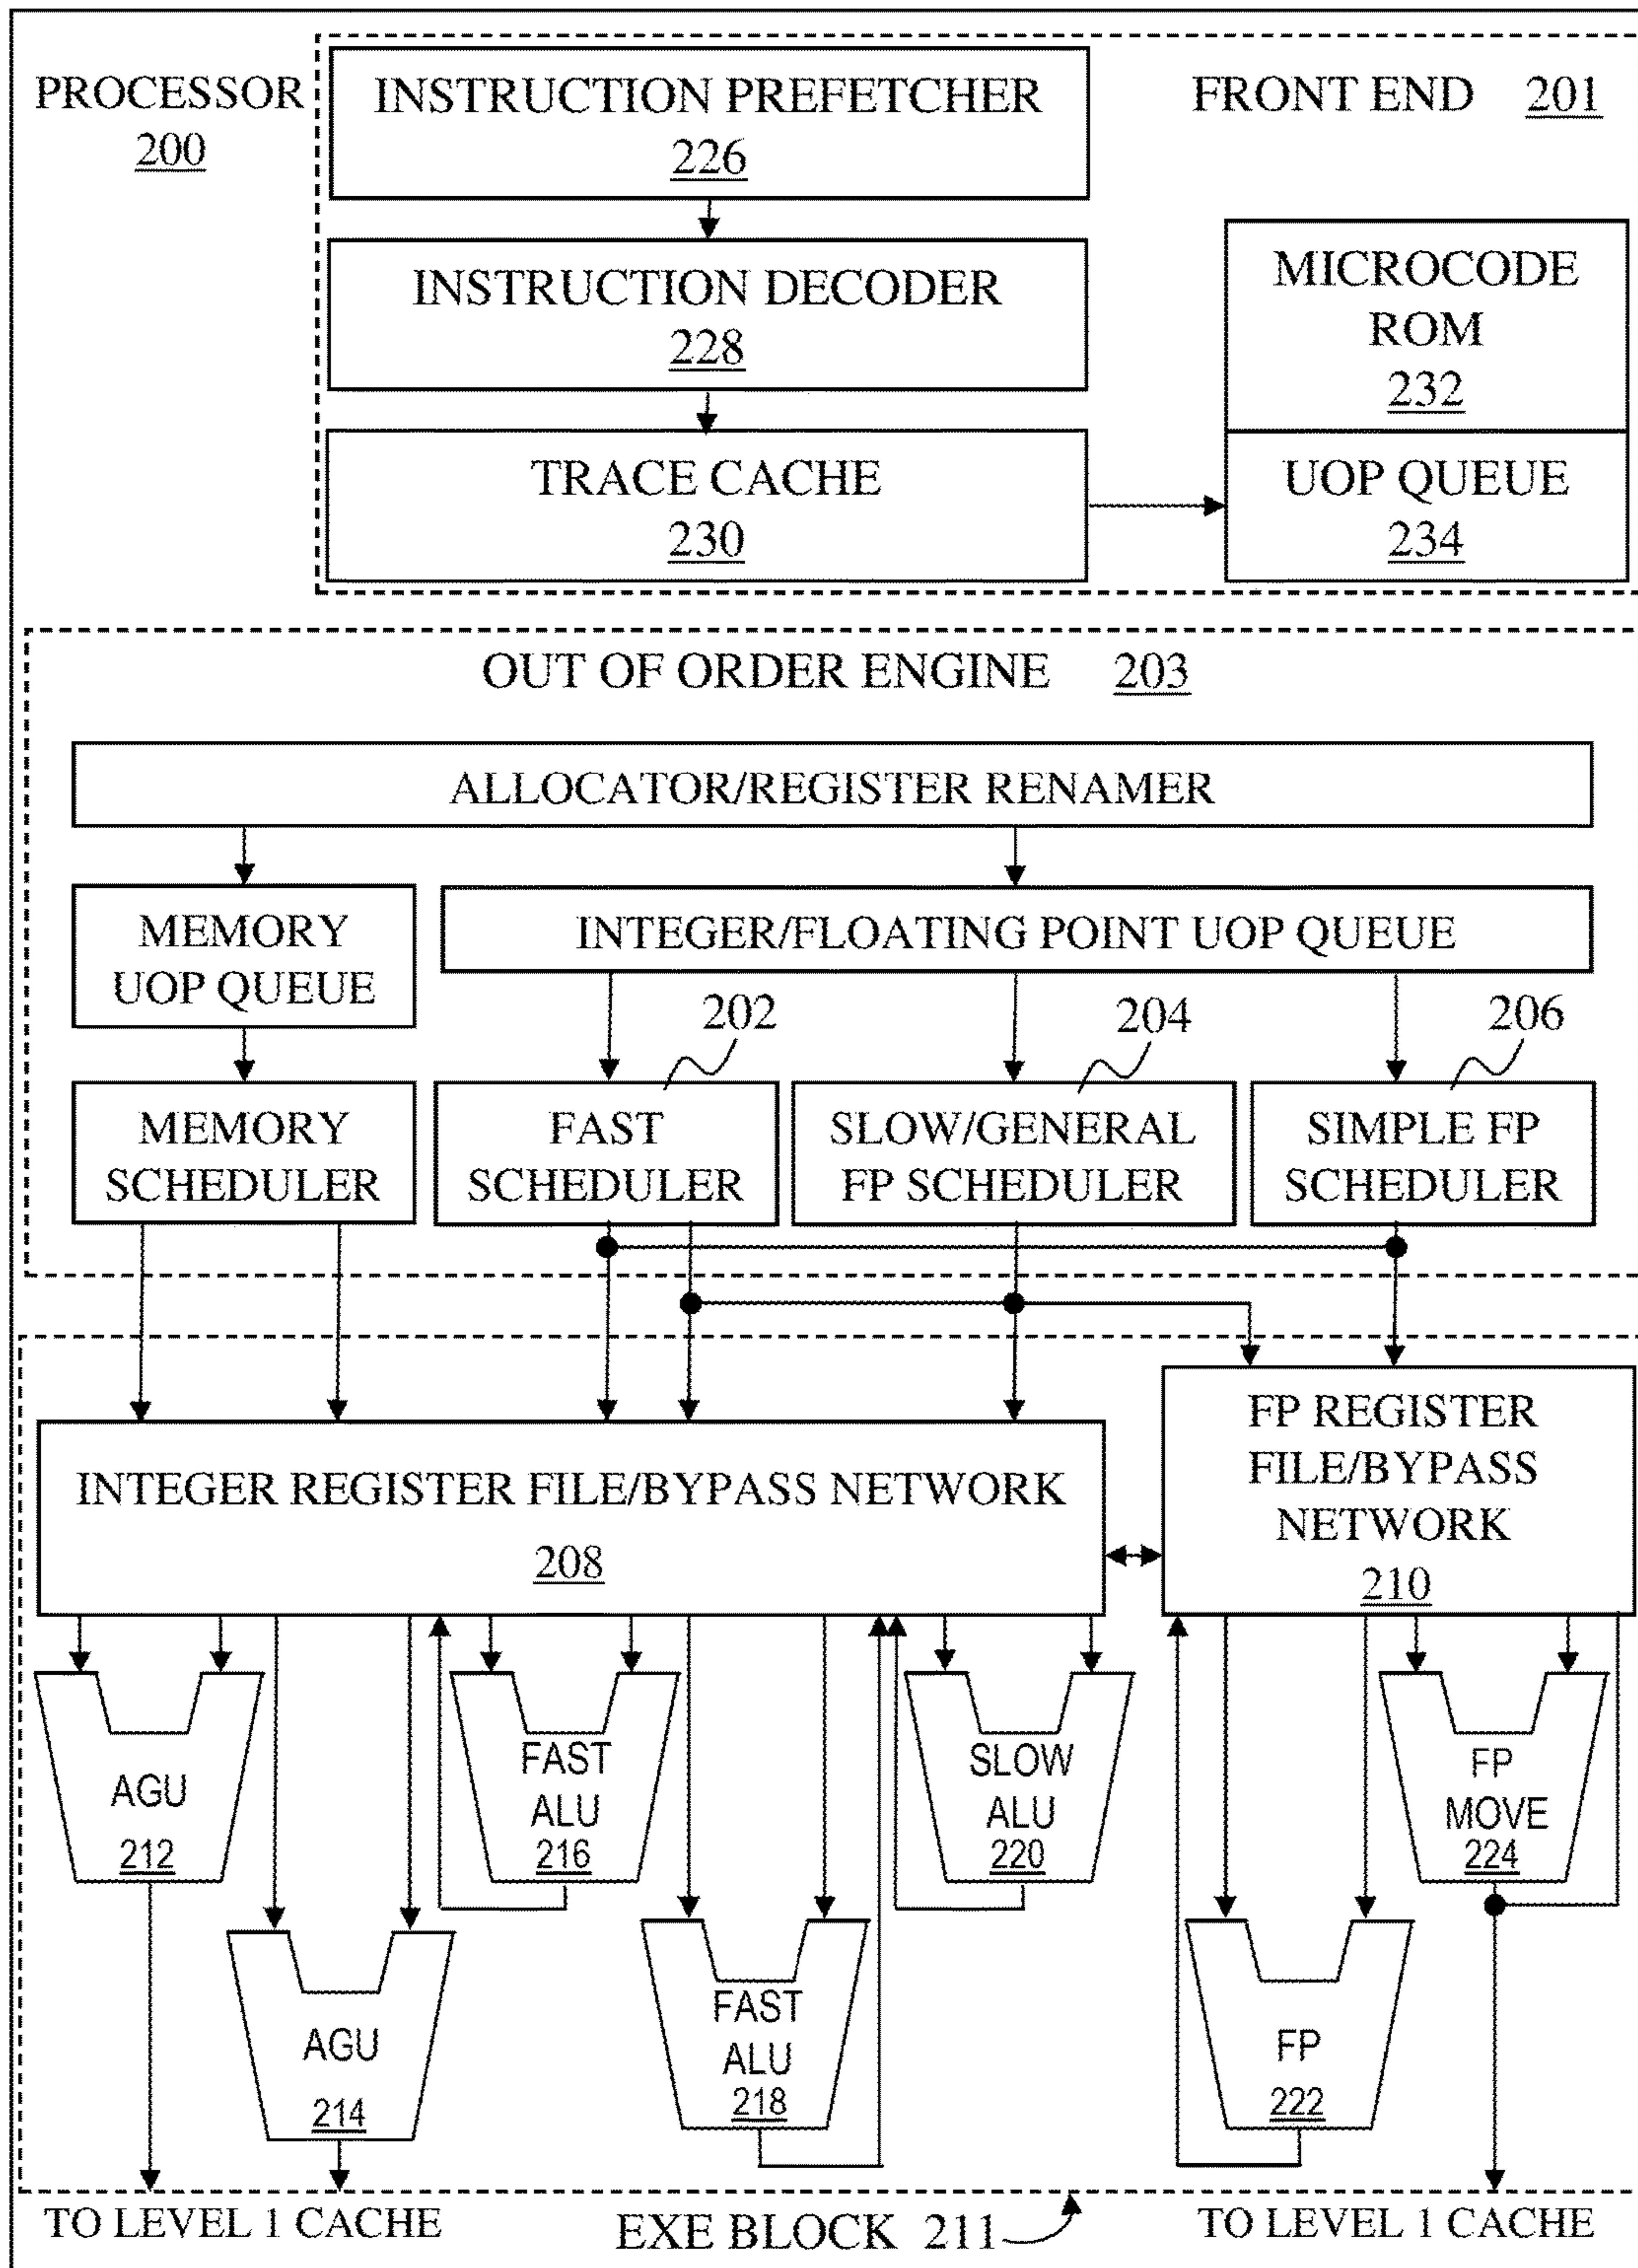 PROCESSOR
200
INSTRUCTION PREFETCHER
226
FRONT END 201
INSTRUCTION DECODER
228
MICROCODE
ROM
232
TRACE CACHE
230
UOP QUEUE
234
OUT OF ORDER ENGINE 203
ALLOCATOR/REGISTER RENAMER
MEMORY
UOP QUEUE
INTEGER/FLOATING POINT UOP QUEUE
202
204
206
MEMORY
SCHEDULER
FAST
SCHEDULER
SLOW/GENERAL
FP SCHEDULER
SIMPLE FP
SCHEDULER
INTEGER REGISTER FILE/BYPASS NETWORK
208
FP REGISTER
FILE/BYPASS
NETWORK
210
AGU
212
FAST
ALU
216
SLOW
ALU
220
FP
MOVE
224
AGU
214
FAST
ALU
218
FP
222
TO LEVEL 1 CACHE
EXE BLOCK 211
TO LEVEL 1 CACHE